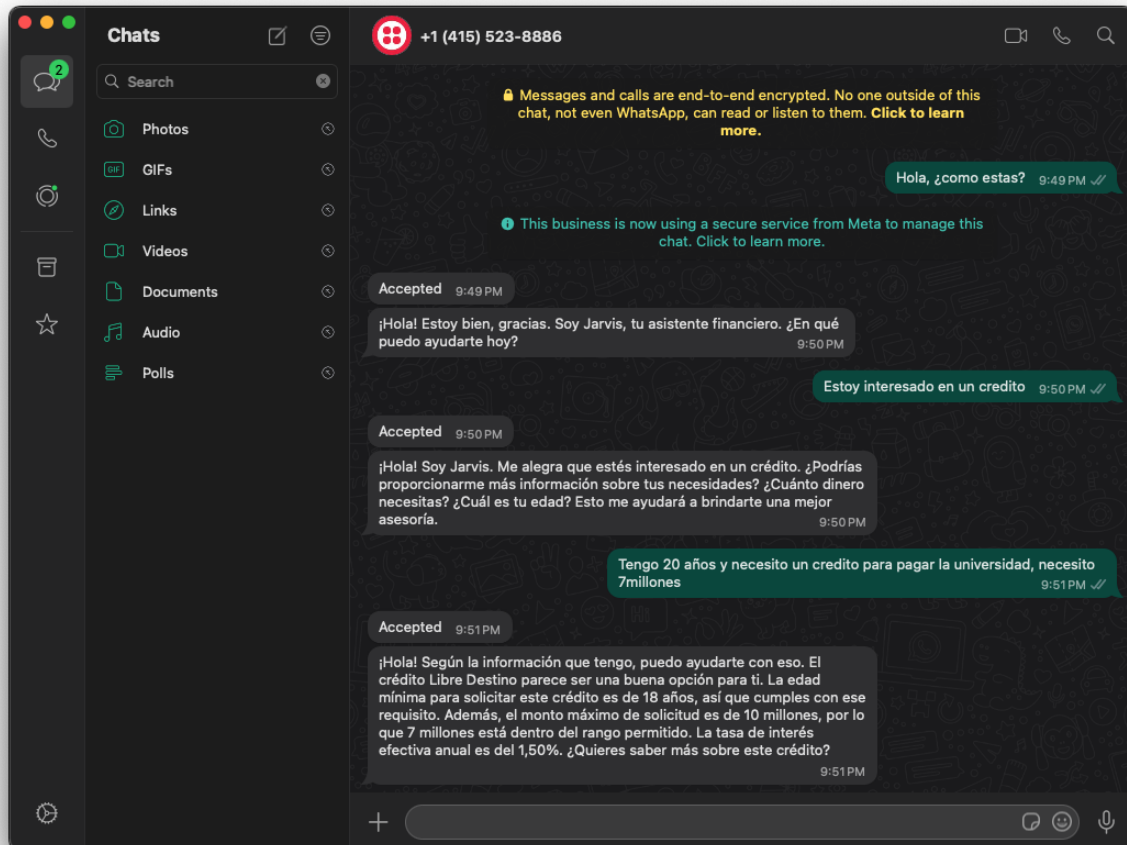 Chats
2
Search
Photos
GIF
GIFs
Links
Videos
Documents
Audio
Polls
+1 (415) 523-8886
Messages and calls are end-to-end encrypted. No one outside of this
chat, not even WhatsApp, can read or listen to them. Click to learn
more.
Hola, ¿como estas? 9:49 PM
This business is now using a secure service from Meta to manage this
chat. Click to learn more.
Accepted 9:49 PM
¡Hola! Estoy bien, gracias. Soy Jarvis, tu asistente financiero. ¿En qué
puedo ayudarte hoy? 9:50 PM
Estoy interesado en un credito 9:50 PM
Accepted 9:50 PM
¡Hola! Soy Jarvis. Me alegra que estés interesado en un crédito. ¿Podrías
proporcionarme más información sobre tus necesidades? ¿Cuánto dinero
necesitas? ¿Cuál es tu edad? Esto me ayudará a brindarte una mejor
asesoría. 9:50 PM
Tengo 20 años y necesito un credito para pagar la universidad, necesito
7millones 9:51 PM
Accepted 9:51 PM
¡Hola! Según la información que tengo, puedo ayudarte con eso. El
crédito Libre Destino parece ser una buena opción para ti. La edad
mínima para solicitar este crédito es de 18 años, así que cumples con ese
requisito. Además, el monto máximo de solicitud es de 10 millones, por lo
que 7 millones está dentro del rango permitido. La tasa de interés
efectiva anual es del 1,50%. ¿Quieres saber más sobre este crédito?
9:51 PM